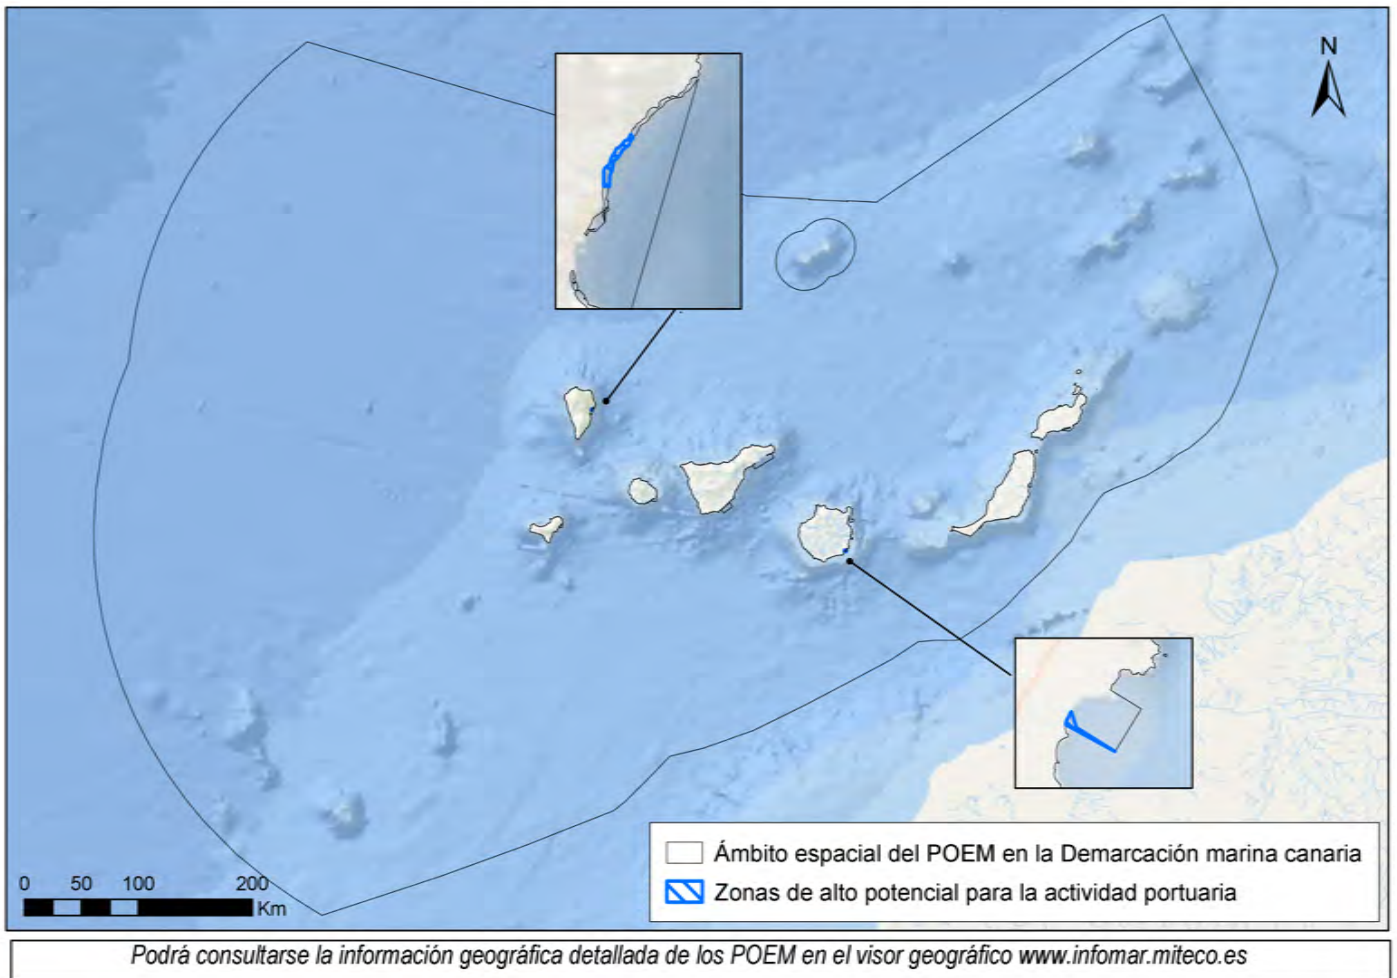 N
Ámbito espacial del POEM en la Demarcación marina canaria
Zonas de alto potencial para la actividad portuaria
0 50 100 200
Km
Podrá consultarse la información geográfica detallada de los POEM en el visor geográfico www.infomar.miteco.es